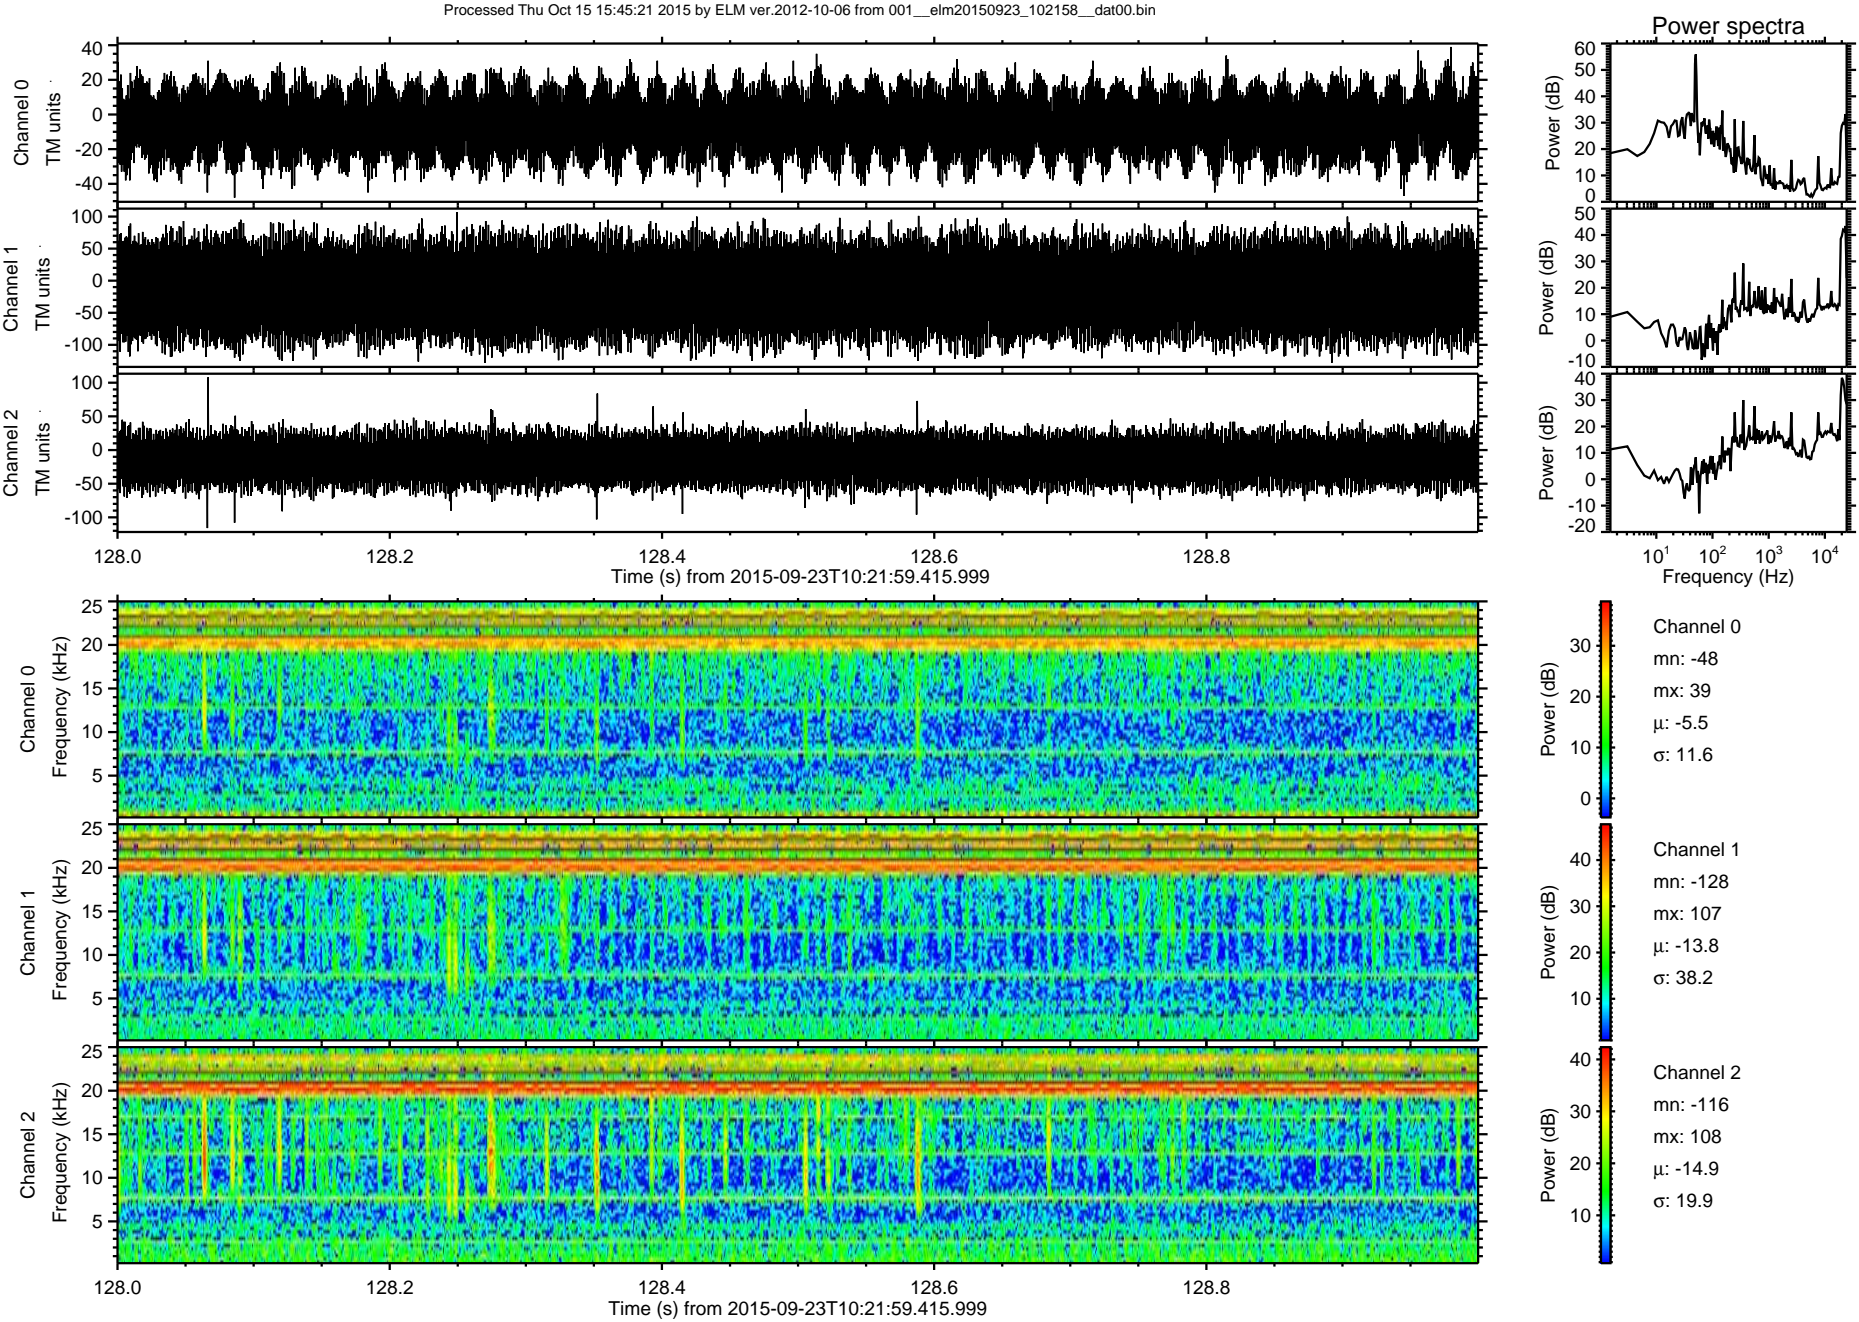 Processed Thu Oct 15 15:45:21 2015 by ELM ver.2012-10-06 from 001__elm20150923_102158__dat00.bin
Power spectra
Channel 0
TM units
40
20
0
-20
-40
Power (dB)
60
50
40
30
20
10
0
Channel 1
TM units
100
50
0
-50
-100
Power (dB)
50
40
30
20
10
0
-10
Channel 2
TM units
100
50
0
-50
-100
Power (dB)
40
30
20
10
0
-10
-20
128.0 128.2 128.4 128.6 128.8
Time (s) from 2015-09-23T10:21:59.415.999
10¹ 10² 10³ 10⁴
Frequency (Hz)
Channel 0
Frequency (kHz)
25
20
15
10
5
Power (dB)
30
20
10
0
Channel 0
mn: -48
mx: 39
μ: -5.5
σ: 11.6
Channel 1
Frequency (kHz)
25
20
15
10
5
Power (dB)
40
30
20
10
Channel 1
mn: -128
mx: 107
μ: -13.8
σ: 38.2
Channel 2
Frequency (kHz)
25
20
15
10
5
Power (dB)
40
30
20
10
Channel 2
mn: -116
mx: 108
μ: -14.9
σ: 19.9
128.0 128.2 128.4 128.6 128.8
Time (s) from 2015-09-23T10:21:59.415.999